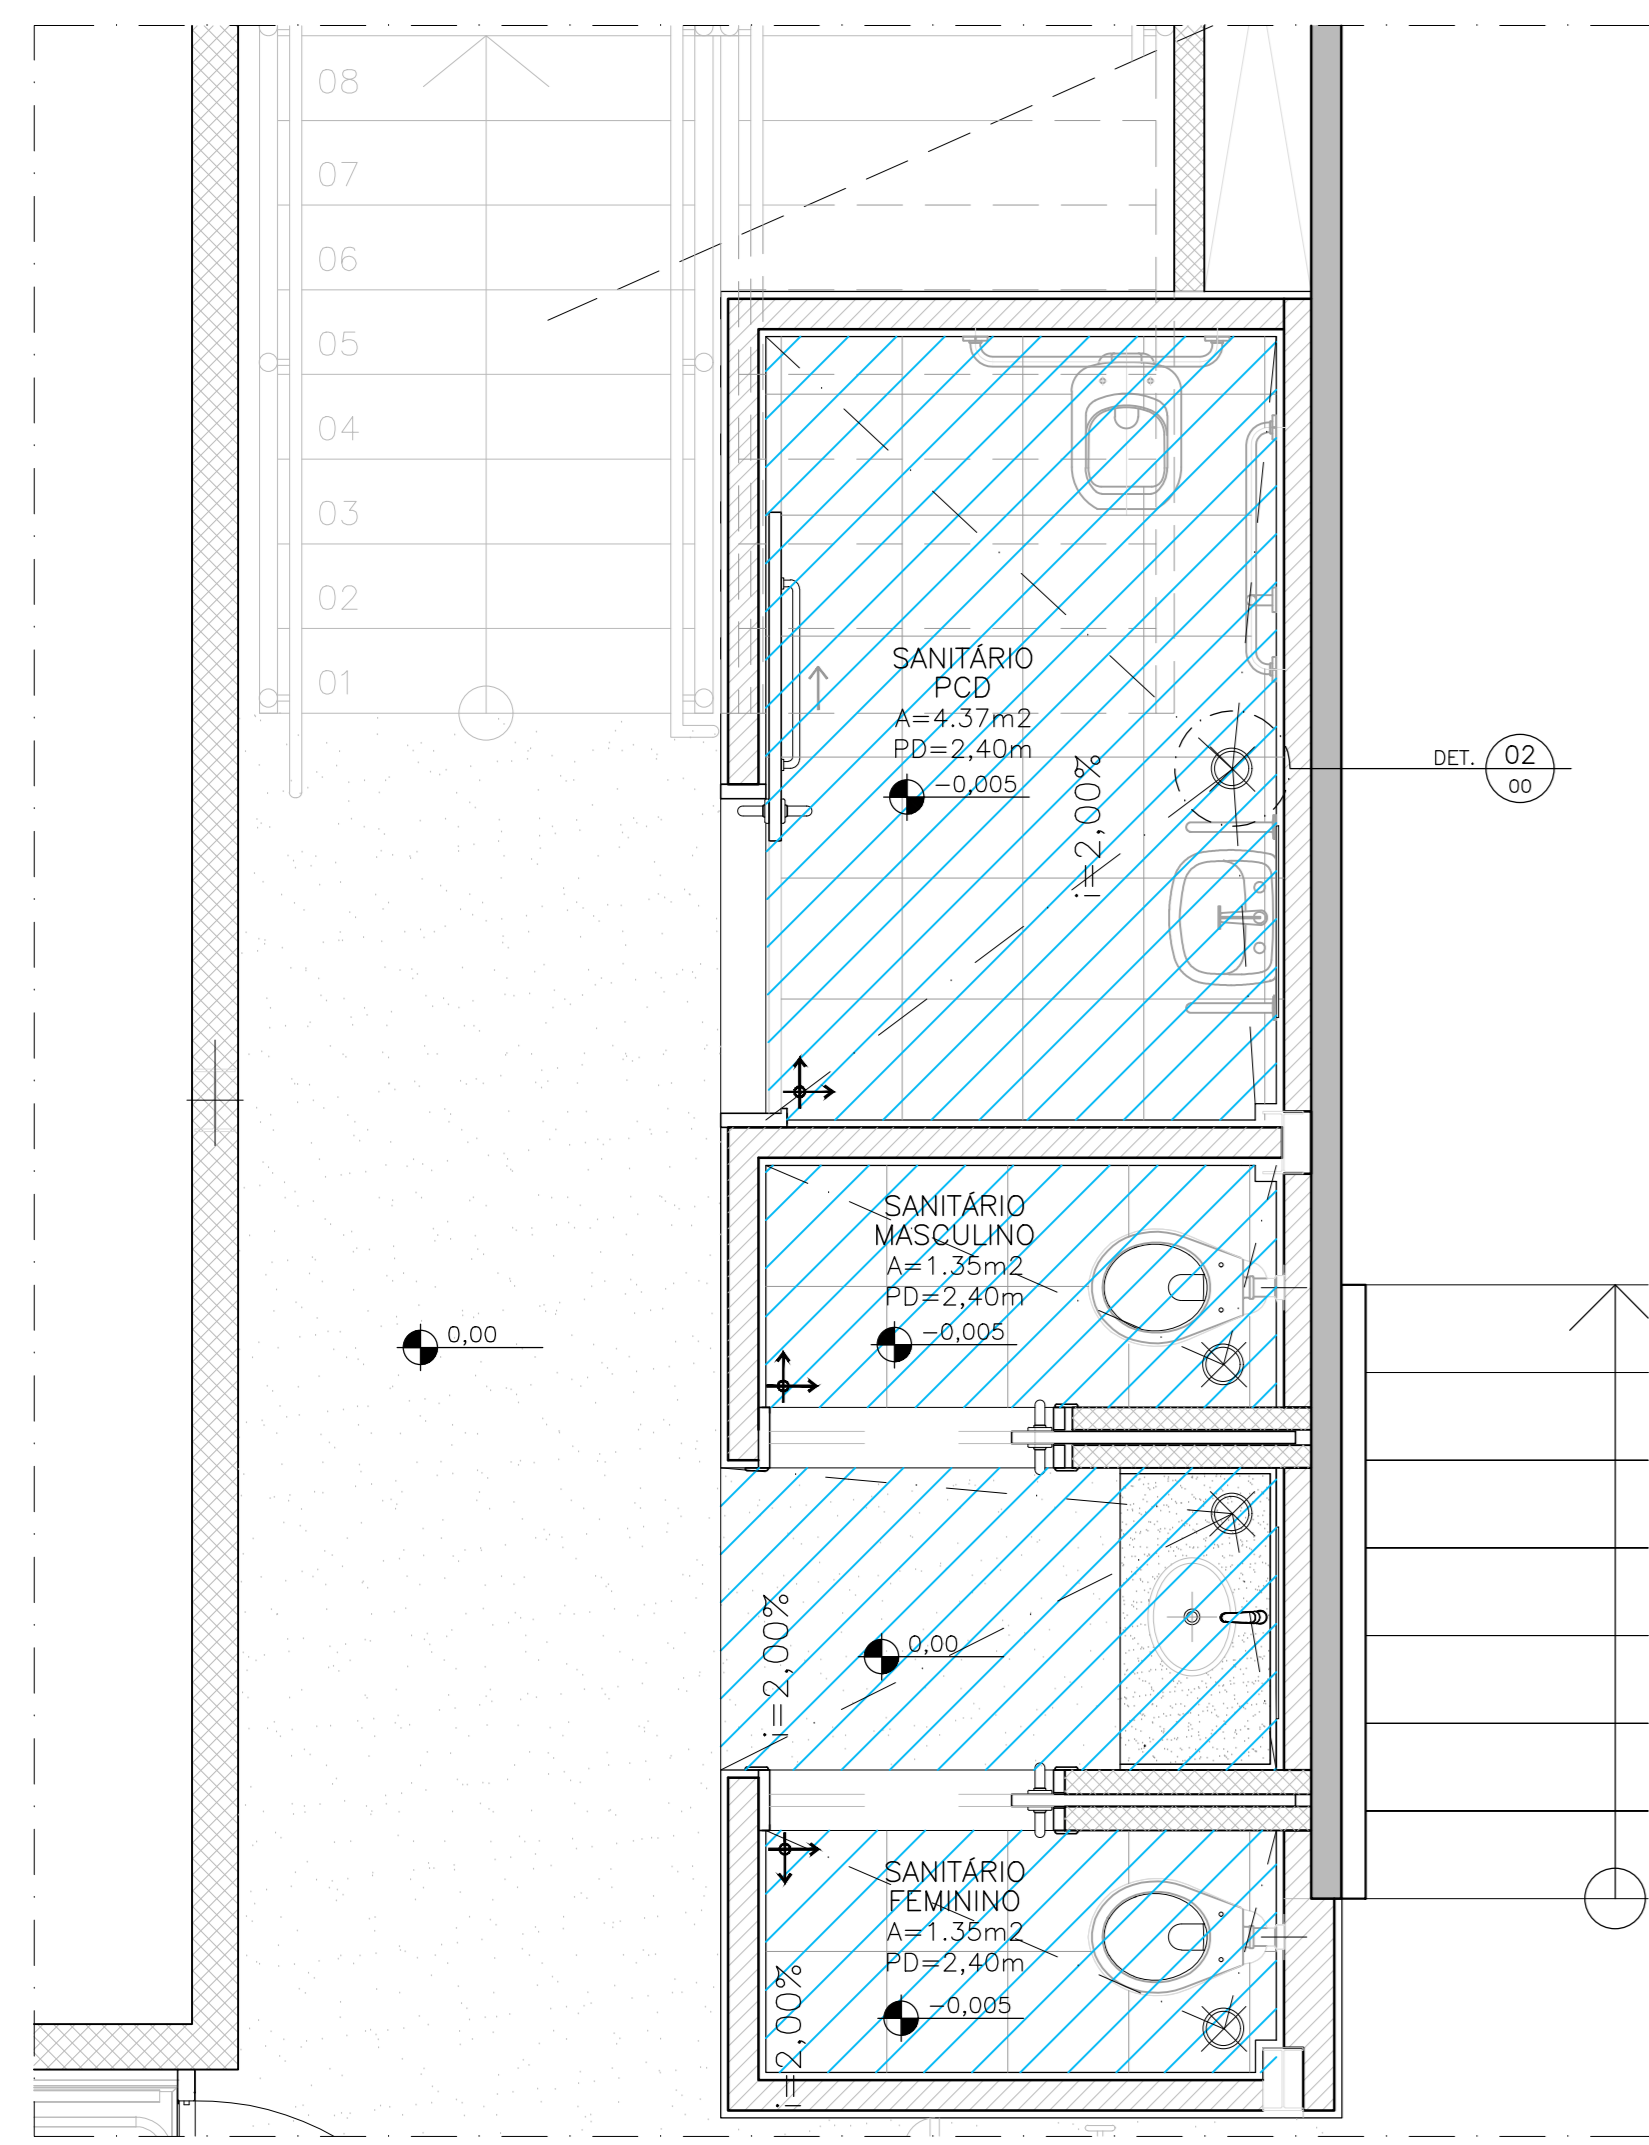 08
07
06
05
04
03
02
01
SANITÁRIO
PCD
A=4.37m2
PD=2,40m
−0,005
i=2,00%
DET.
02
00
SANITÁRIO
MASCULINO
A=1.35m2
PD=2,40m
−0,005
0,00
i=2,00%
0,00
SANITÁRIO
FEMININO
A=1.35m2
PD=2,40m
−0,005
i=2,00%